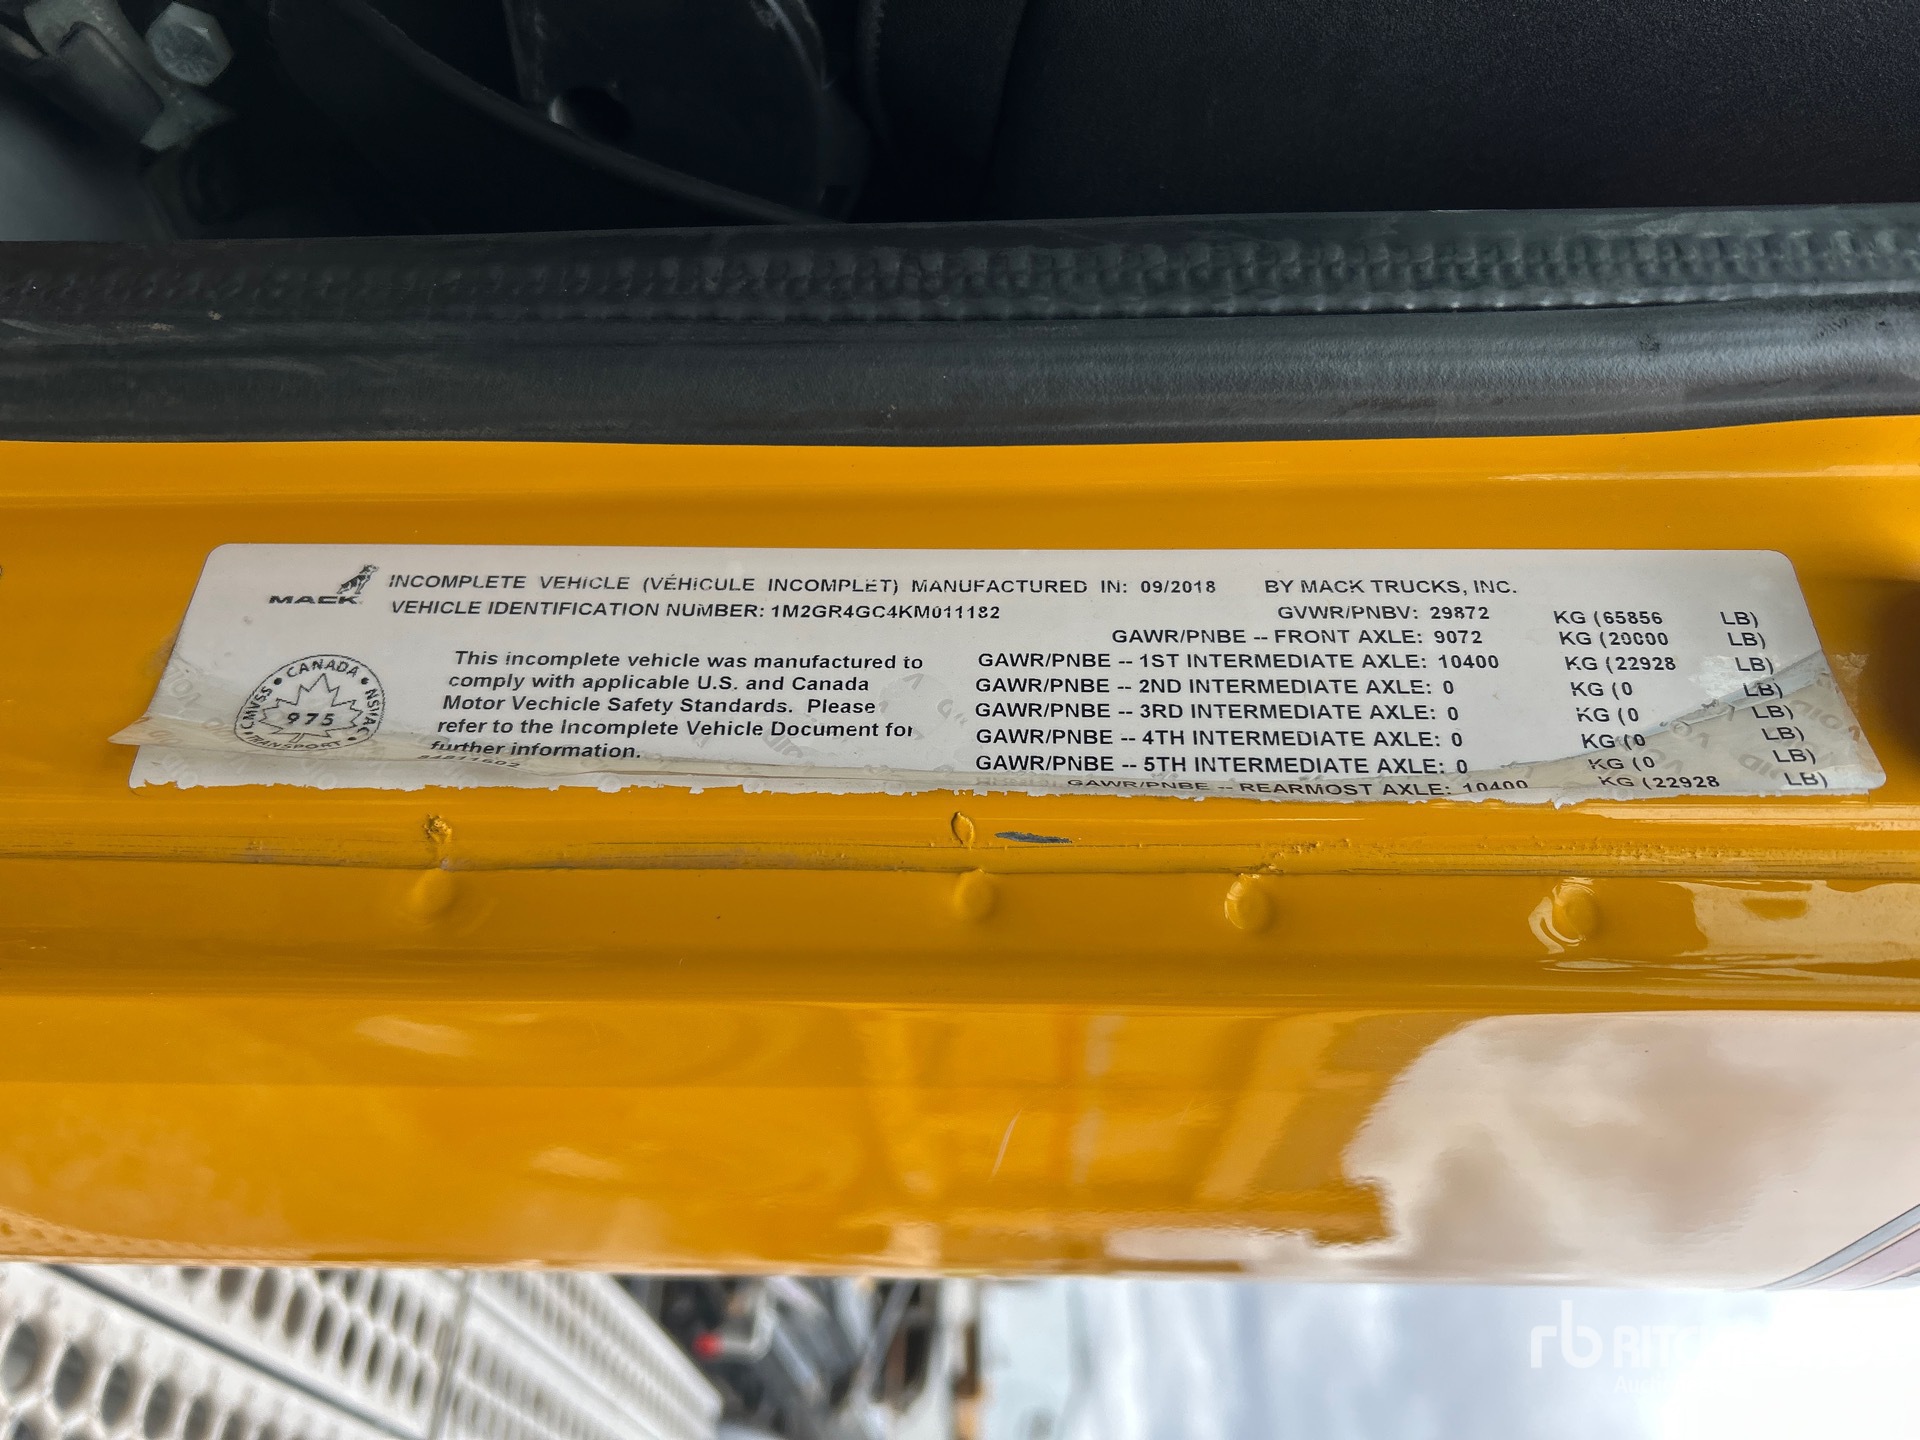 MACK
INCOMPLETE VEHICLE (VÉHICULE INCOMPLET) MANUFACTURED IN: 09/2018 BY MACK TRUCKS, INC.
VEHICLE IDENTIFICATION NUMBER: 1M2GR4GC4KM011182
GVWR/PNBV: 29872 KG (65856 LB)
GAWR/PNBE -- FRONT AXLE: 9072 KG (20000 LB)
GAWR/PNBE -- 1ST INTERMEDIATE AXLE: 10400 KG (22928 LB)
GAWR/PNBE -- 2ND INTERMEDIATE AXLE: 0 KG (0 LB)
GAWR/PNBE -- 3RD INTERMEDIATE AXLE: 0 KG (0 LB)
GAWR/PNBE -- 4TH INTERMEDIATE AXLE: 0 KG (0 LB)
GAWR/PNBE -- 5TH INTERMEDIATE AXLE: 0 KG (0 LB)
GAWR/PNBE -- REARMOST AXLE: 10400 KG (22928 LB)
This incomplete vehicle was manufactured to
comply with applicable U.S. and Canada
Motor Vechicle Safety Standards. Please
refer to the Incomplete Vehicle Document for
further information.
CANADA
CMVSS 975 NSVAC
TRANSPORT
rb